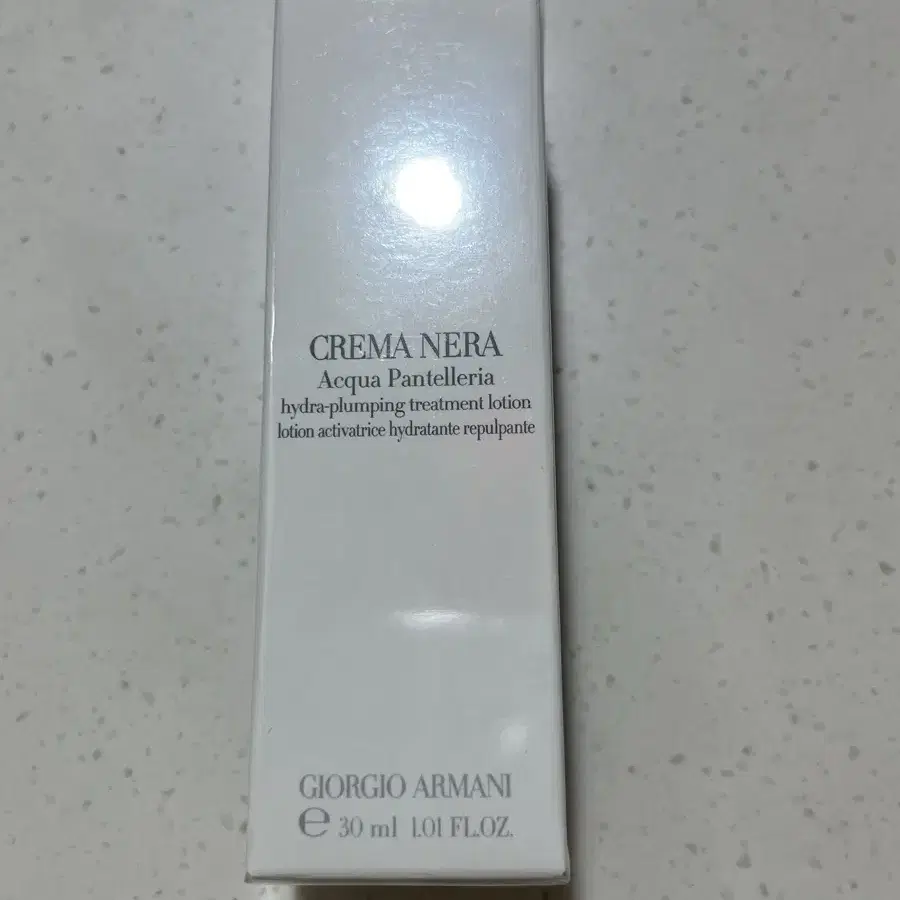 CREMA NERA
Acqua Pantelleria
hydra-plumping treatment lotion
lotion activatrice hydratante repulpante
GIORGIO ARMANI
℮ 30 ml 1.01 FL.OZ.